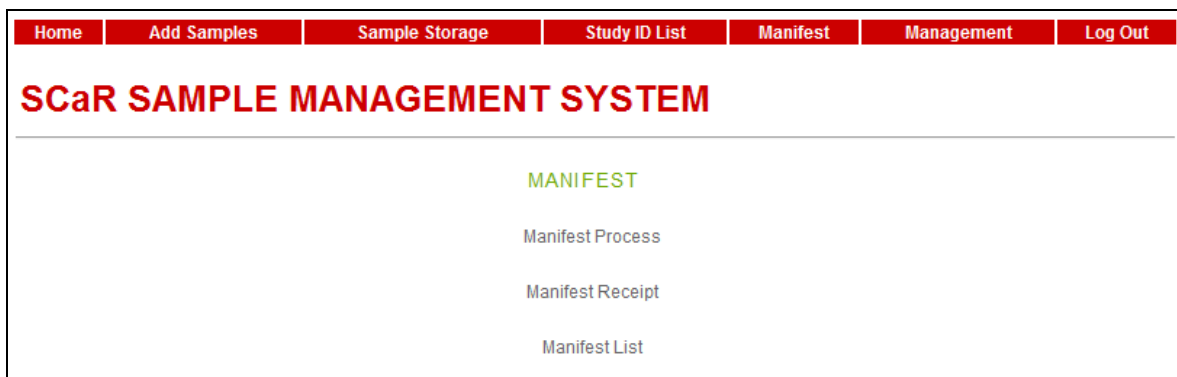 Home Add Samples Sample Storage Study ID List Manifest Management Log Out
SCaR SAMPLE MANAGEMENT SYSTEM
MANIFEST
Manifest Process
Manifest Receipt
Manifest List